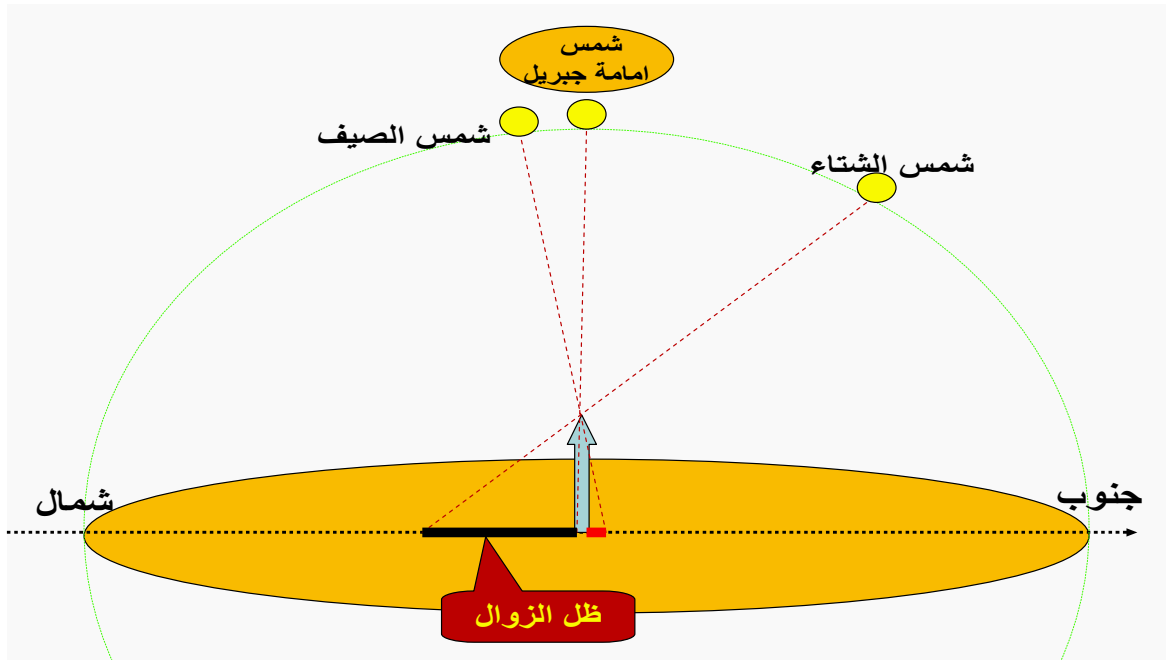 شمس
امامة جبريل
شمس الصيف
شمس الشتاء
جنوب
شمال
ظل الزوال